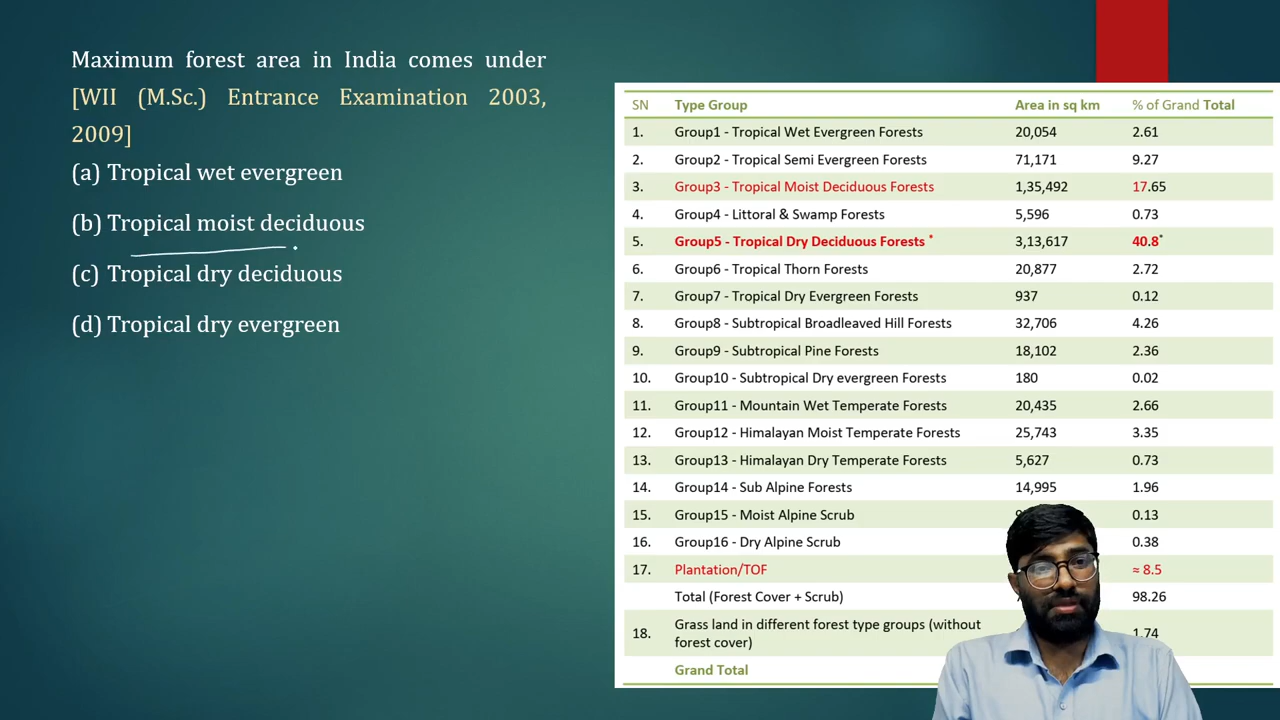 Maximum forest area in India comes under
[WII (M.Sc.) Entrance Examination 2003,
2009]
(a) Tropical wet evergreen
(b) Tropical moist deciduous
(c) Tropical dry deciduous
(d) Tropical dry evergreen
SN Type Group Area in sq km % of Grand Total
1. Group1 - Tropical Wet Evergreen Forests 20,054 2.61
2. Group2 - Tropical Semi Evergreen Forests 71,171 9.27
3. Group3 - Tropical Moist Deciduous Forests 1,35,492 17.65
4. Group4 - Littoral & Swamp Forests 5,596 0.73
5. Group5 - Tropical Dry Deciduous Forests * 3,13,617 40.8*
6. Group6 - Tropical Thorn Forests 20,877 2.72
7. Group7 - Tropical Dry Evergreen Forests 937 0.12
8. Group8 - Subtropical Broadleaved Hill Forests 32,706 4.26
9. Group9 - Subtropical Pine Forests 18,102 2.36
10. Group10 - Subtropical Dry evergreen Forests 180 0.02
11. Group11 - Mountain Wet Temperate Forests 20,435 2.66
12. Group12 - Himalayan Moist Temperate Forests 25,743 3.35
13. Group13 - Himalayan Dry Temperate Forests 5,627 0.73
14. Group14 - Sub Alpine Forests 14,995 1.96
15. Group15 - Moist Alpine Scrub 0.13
16. Group16 - Dry Alpine Scrub 0.38
17. Plantation/TOF ≈ 8.5
Total (Forest Cover + Scrub) 98.26
18. Grass land in different forest type groups (without
forest cover) 1.74
Grand Total